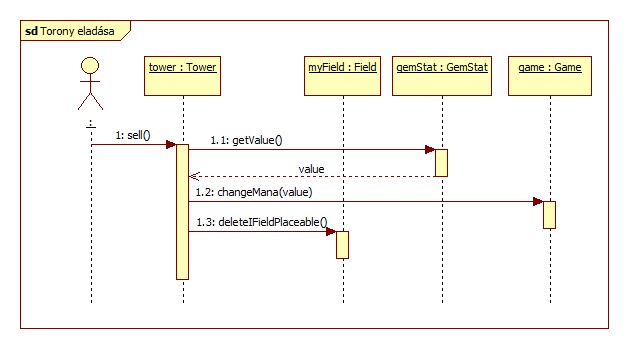 sd Torony eladása
tower : Tower
myField : Field
gemStat : GemStat
game : Game
:
1: sell()
1.1: getValue()
value
1.2: changeMana(value)
1.3: deleteIFieldPlaceable()